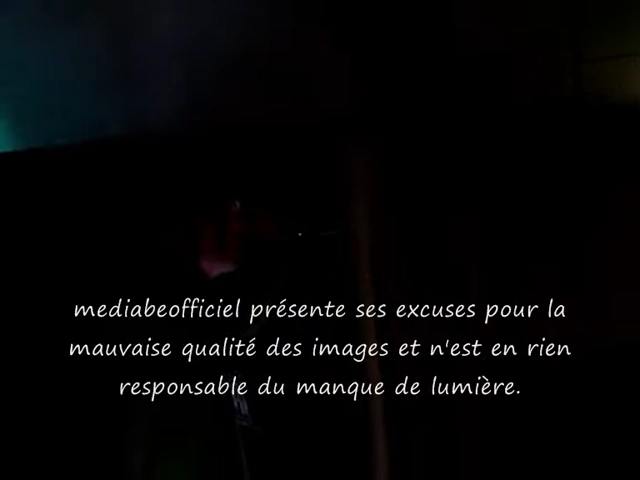 mediabeofficiel présente ses excuses pour la
mauvaise qualité des images et n'est en rien
responsable du manque de lumière.